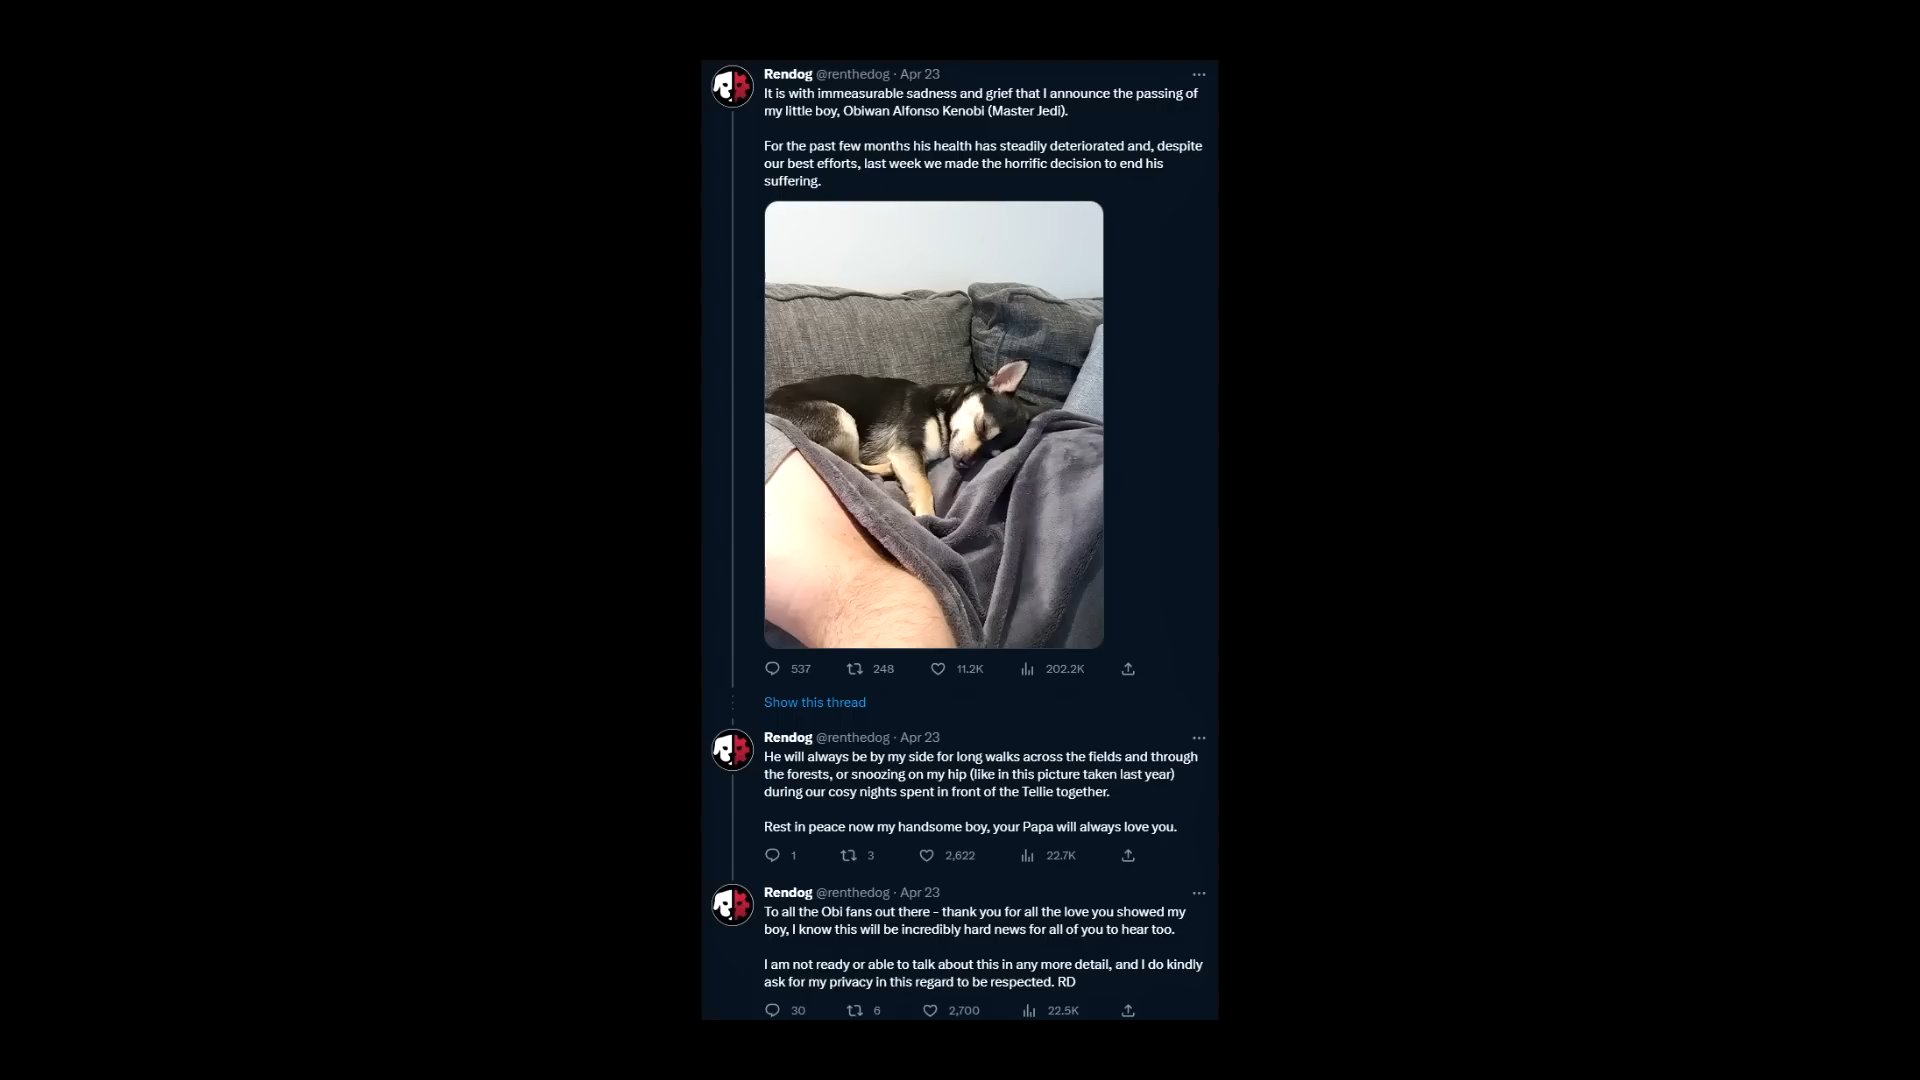 Rendog @renthedog · Apr 23
It is with immeasurable sadness and grief that I announce the passing of
my little boy, Obiwan Alfonso Kenobi (Master Jedi).
For the past few months his health has steadily deteriorated and, despite
our best efforts, last week we made the horrific decision to end his
suffering.
537 248 11.2K 202.2K
Show this thread
Rendog @renthedog · Apr 23
He will always be by my side for long walks across the fields and through
the forests, or snoozing on my hip (like in this picture taken last year)
during our cosy nights spent in front of the Tellie together.
Rest in peace now my handsome boy, your Papa will always love you.
1 3 2,622 22.7K
Rendog @renthedog · Apr 23
To all the Obi fans out there - thank you for all the love you showed my
boy, I know this will be incredibly hard news for all of you to hear too.
I am not ready or able to talk about this in any more detail, and I do kindly
ask for my privacy in this regard to be respected. RD
30 6 2,700 22.5K